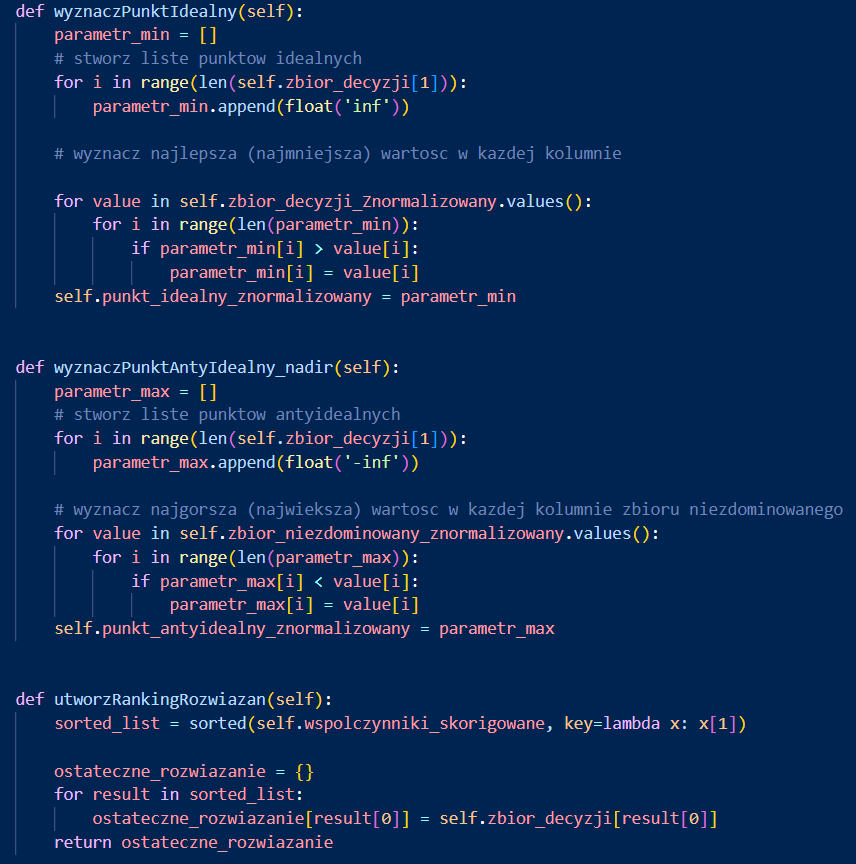 def wyznaczPunktIdealny(self):
    parametr_min = []
    # stworz liste punktow idealnych
    for i in range(len(self.zbior_decyzji[1])):
        parametr_min.append(float('inf'))

    # wyznacz najlepsza (najmniejsza) wartosc w kazdej kolumnie

    for value in self.zbior_decyzji_Znormalizowany.values():
        for i in range(len(parametr_min)):
            if parametr_min[i] > value[i]:
                parametr_min[i] = value[i]
    self.punkt_idealny_znormalizowany = parametr_min


def wyznaczPunktAntyIdealny_nadir(self):
    parametr_max = []
    # stworz liste punktow antyidealnych
    for i in range(len(self.zbior_decyzji[1])):
        parametr_max.append(float('-inf'))

    # wyznacz najgorsza (najwieksza) wartosc w kazdej kolumnie zbioru niezdominowanego
    for value in self.zbior_niezdominowany_znormalizowany.values():
        for i in range(len(parametr_max)):
            if parametr_max[i] < value[i]:
                parametr_max[i] = value[i]
    self.punkt_antyidealny_znormalizowany = parametr_max


def utworzRankingRozwiazan(self):
    sorted_list = sorted(self.wspolczynniki_skorigowane, key=lambda x: x[1])

    ostateczne_rozwiazanie = {}
    for result in sorted_list:
        ostateczne_rozwiazanie[result[0]] = self.zbior_decyzji[result[0]]
    return ostateczne_rozwiazanie